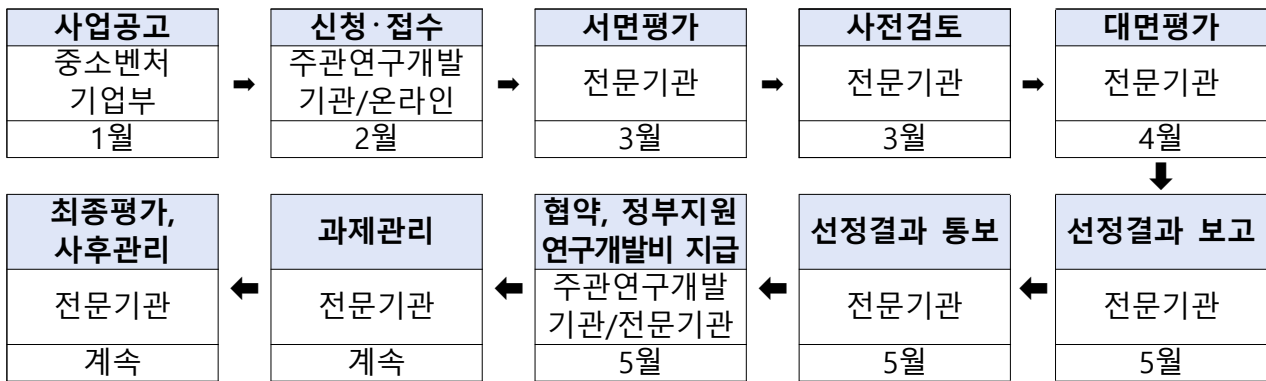 사업공고
중소벤처
기업부
1월
신청·접수
주관연구개발
기관/온라인
2월
서면평가
전문기관
3월
사전검토
전문기관
3월
대면평가
전문기관
4월
선정결과 보고
전문기관
5월
선정결과 통보
전문기관
5월
협약, 정부지원
연구개발비 지급
주관연구개발
기관/전문기관
5월
과제관리
전문기관
계속
최종평가,
사후관리
전문기관
계속